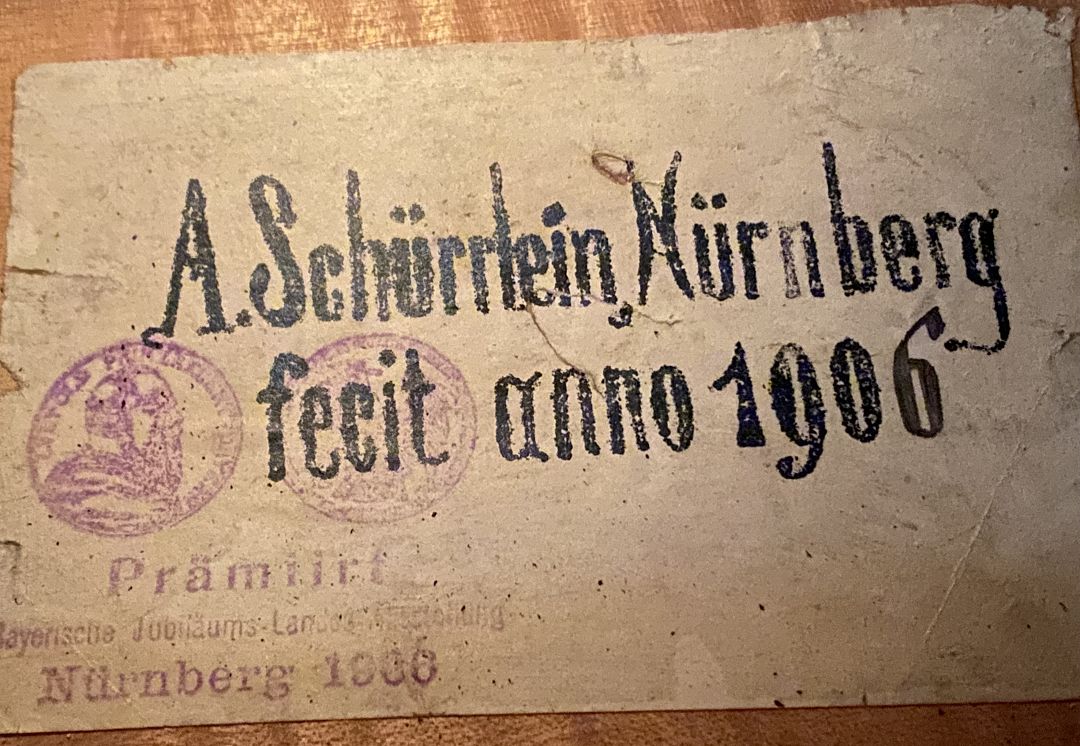 A. Schürrlein, Nürnberg
fecit anno 1906
Prämiirt
Bayerische Jubiläums-Landes-Ausstellung
Nürnberg 1906